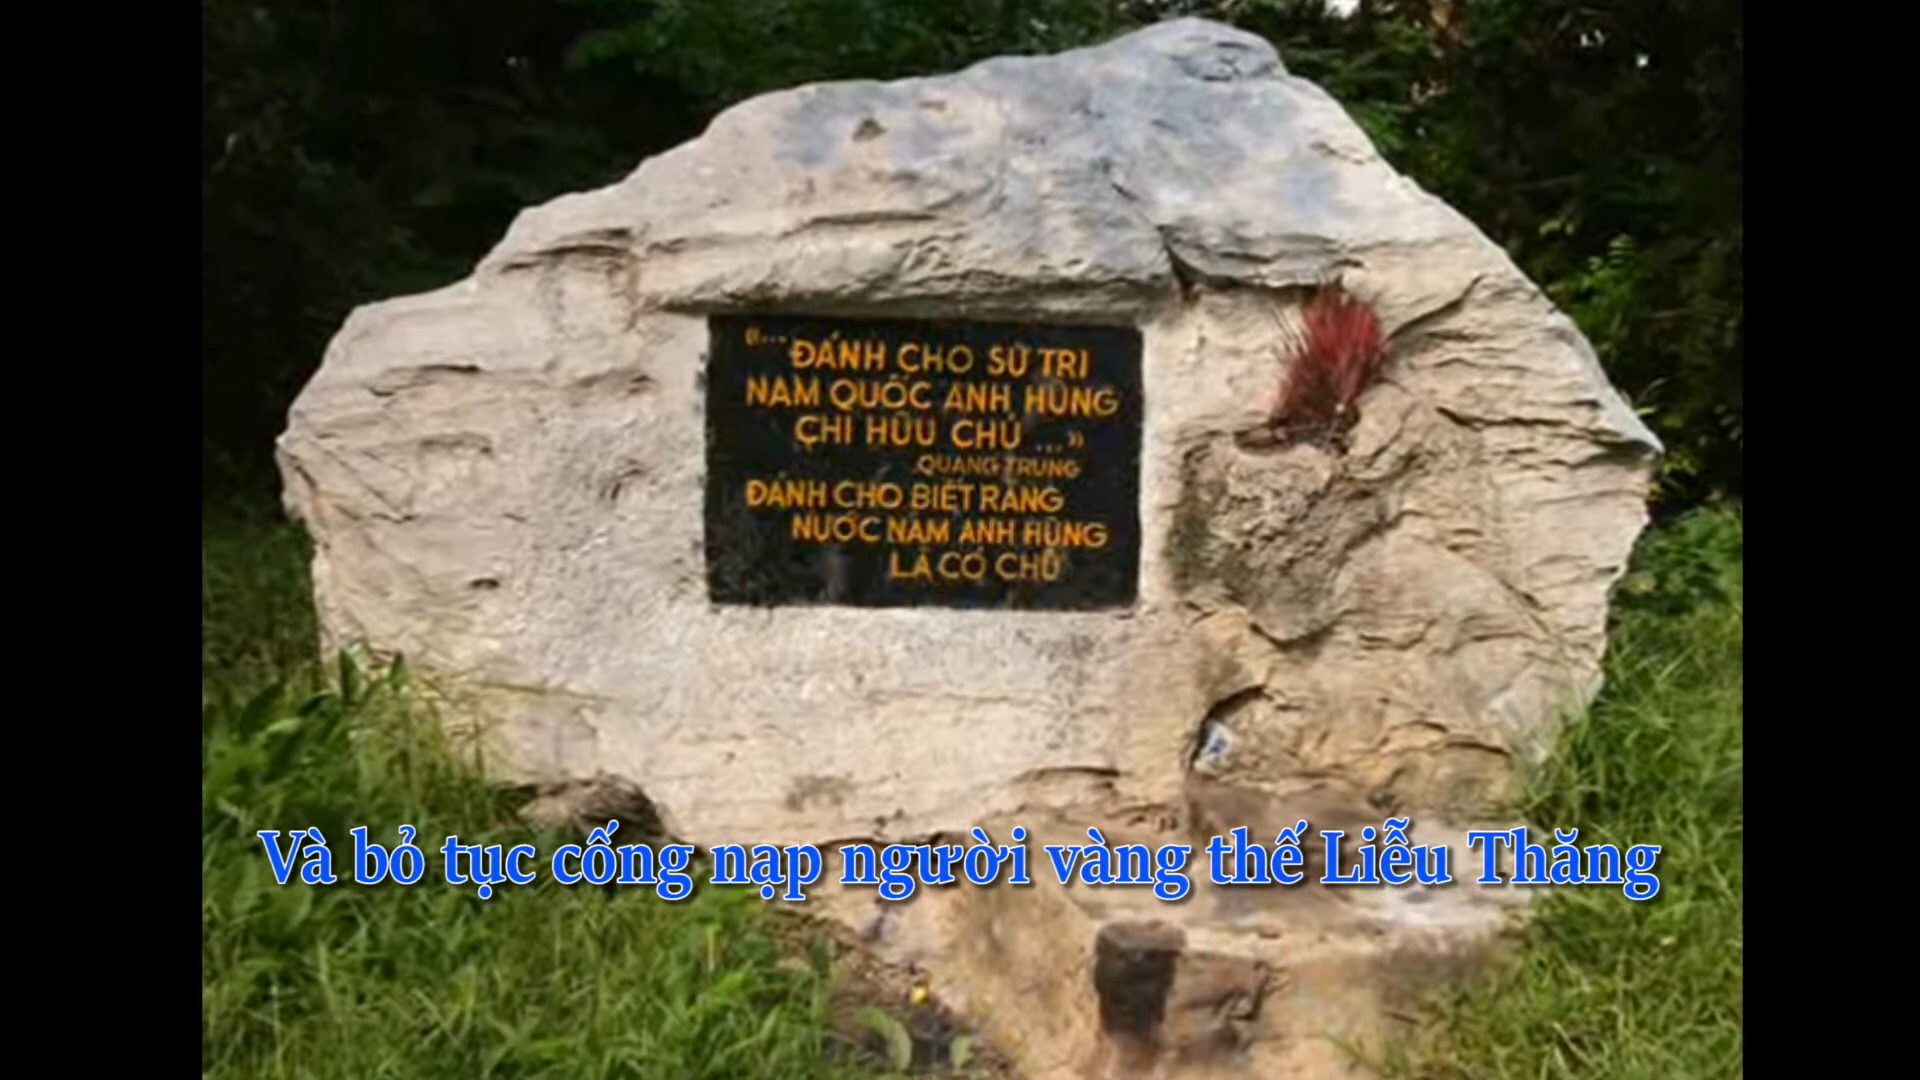 «... ĐÁNH CHO SỬ TRI
NAM QUỐC ANH HÙNG
CHI HỮU CHỦ ...»
QUANG TRUNG
ĐÁNH CHO BIẾT RẰNG
NƯỚC NAM ANH HÙNG
LÀ CÓ CHỦ
Và bỏ tục cống nạp người vàng thế Liễu Thăng